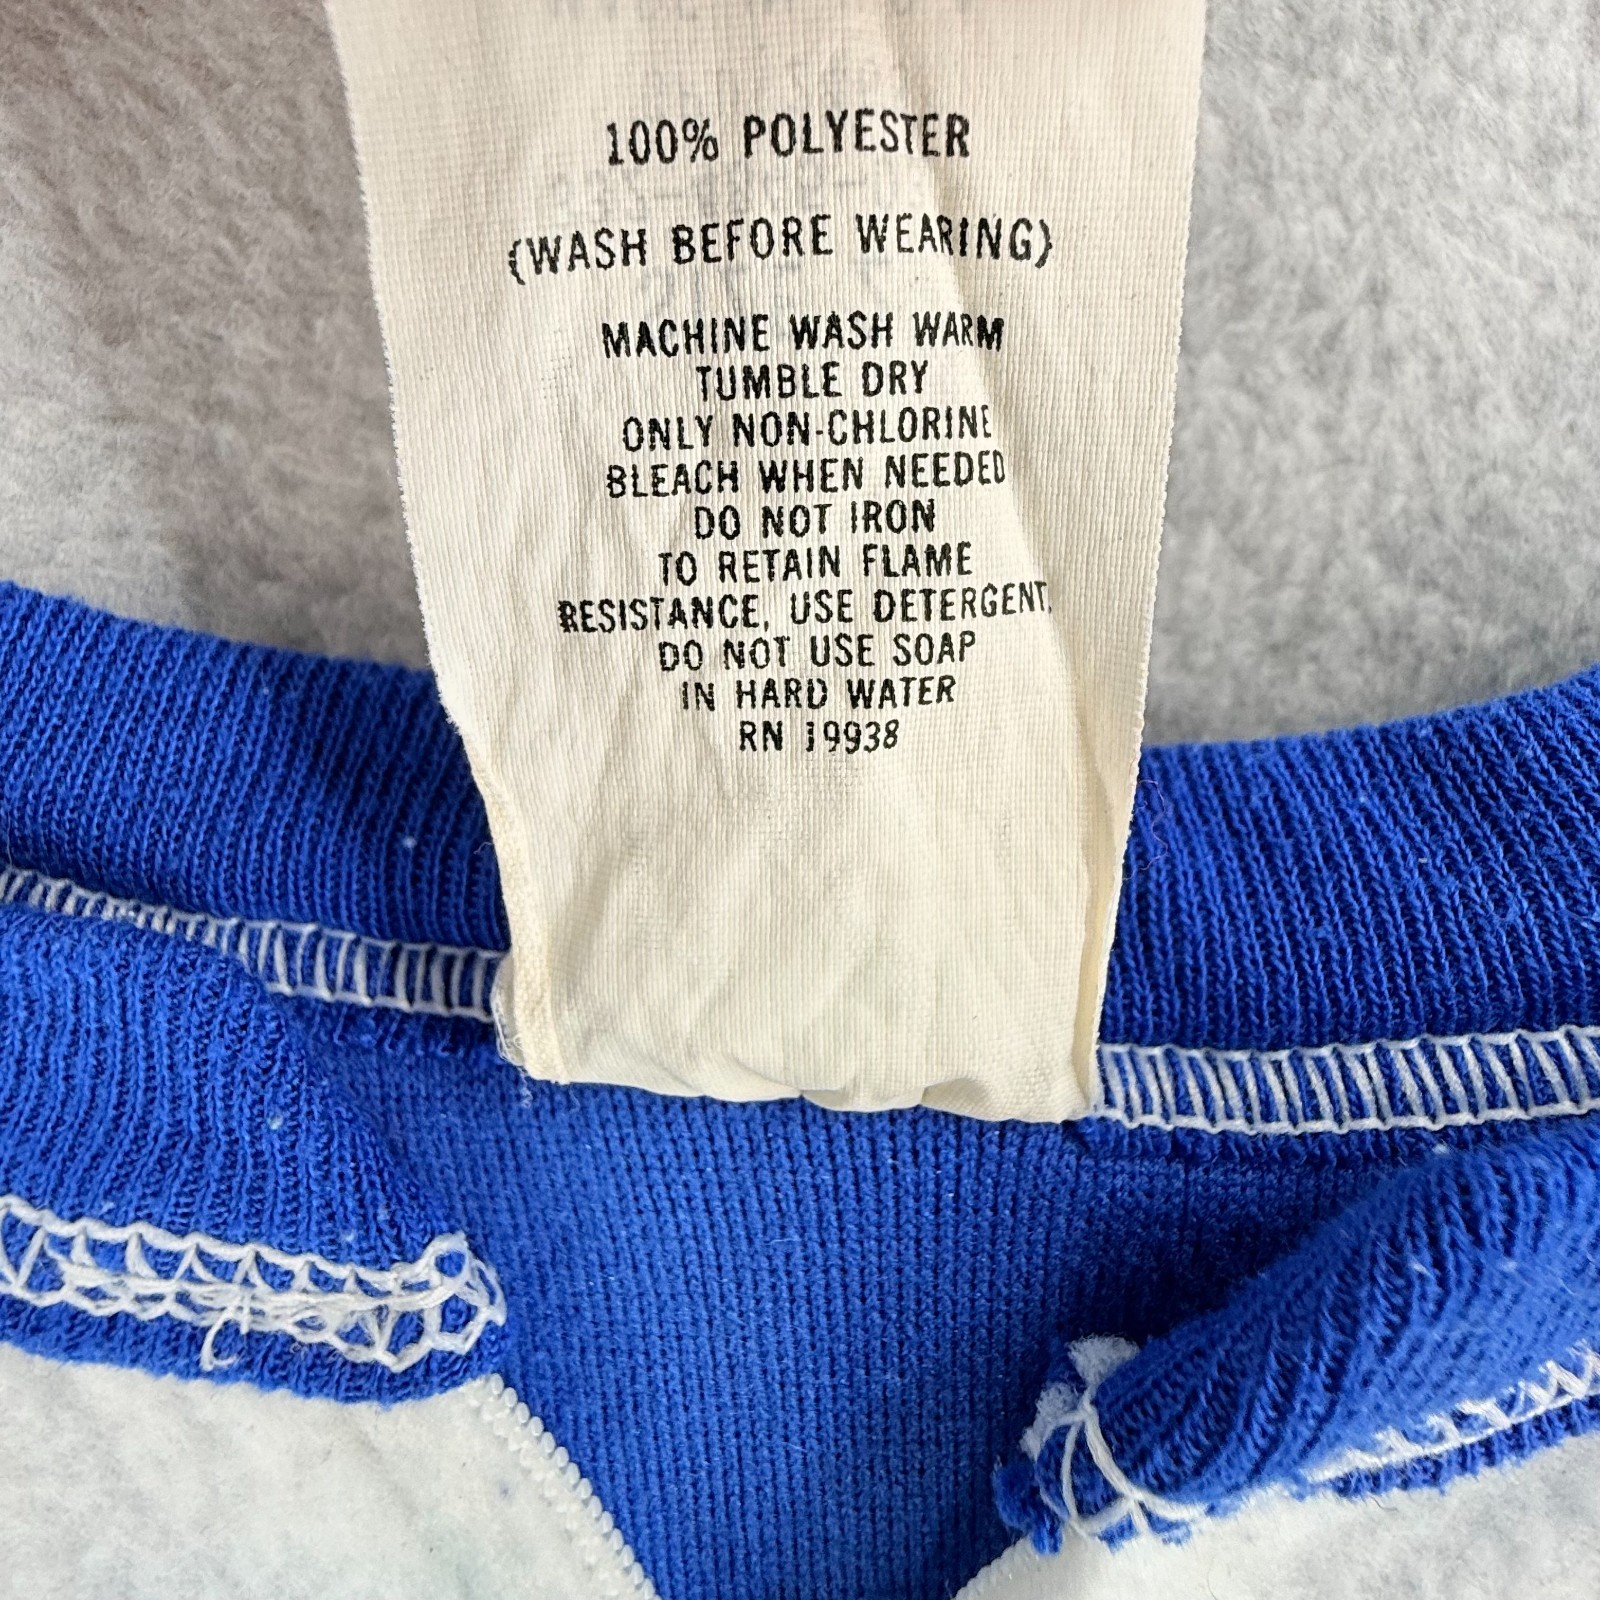 100% POLYESTER
{WASH BEFORE WEARING}
MACHINE WASH WARM
TUMBLE DRY
ONLY NON-CHLORINE
BLEACH WHEN NEEDED
DO NOT IRON
TO RETAIN FLAME
RESISTANCE, USE DETERGENT.
DO NOT USE SOAP
IN HARD WATER
RN 19938